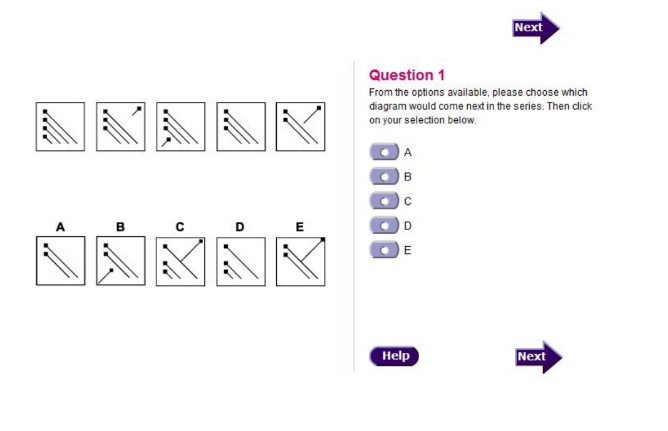 Next
Question 1
From the options available, please choose which
diagram would come next in the series. Then click
on your selection below.
A
B
C
D
E
A B C D E
Help
Next